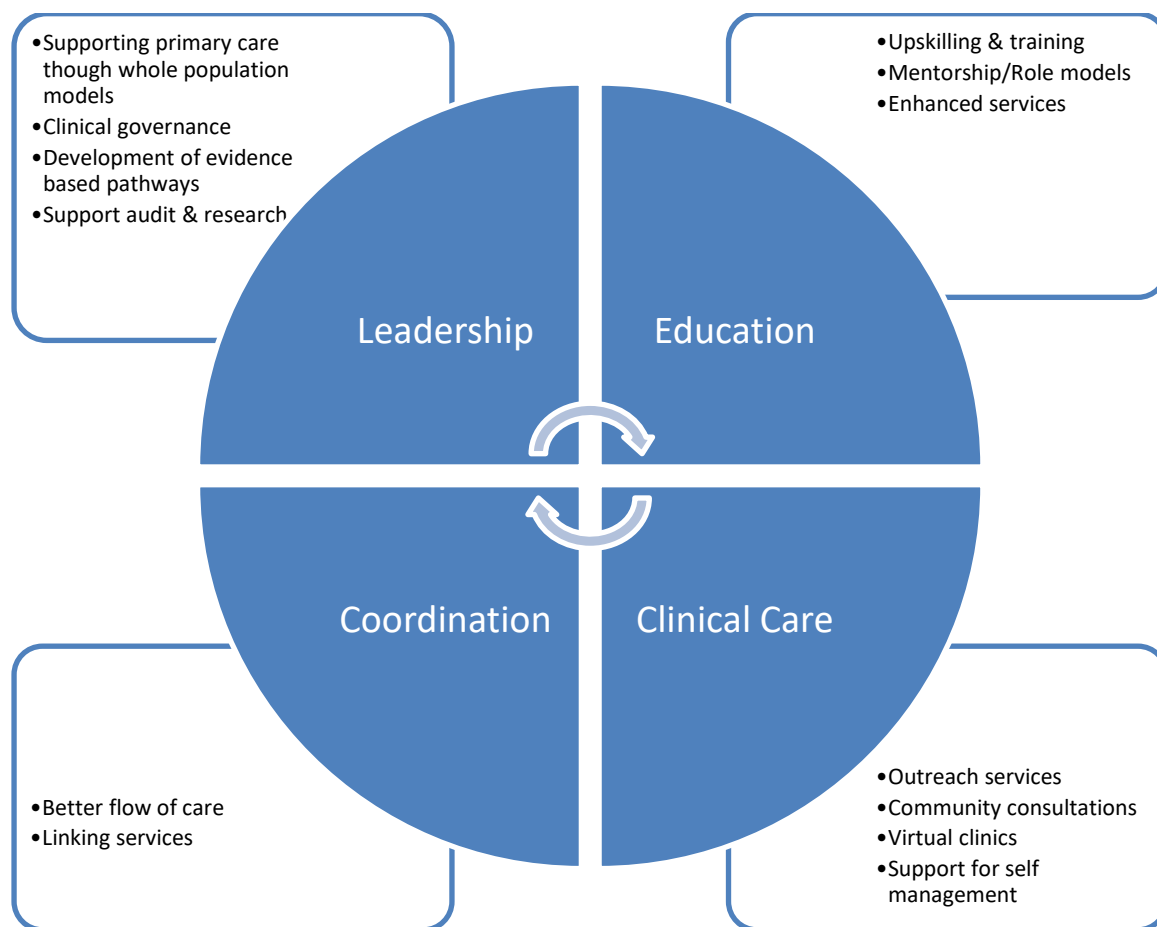 •Supporting primary care
though whole population
models
•Clinical governance
•Development of evidence
based pathways
•Support audit & research
•Upskilling & training
•Mentorship/Role models
•Enhanced services
Leadership
Education
Coordination
Clinical Care
•Better flow of care
•Linking services
•Outreach services
•Community consultations
•Virtual clinics
•Support for self
management